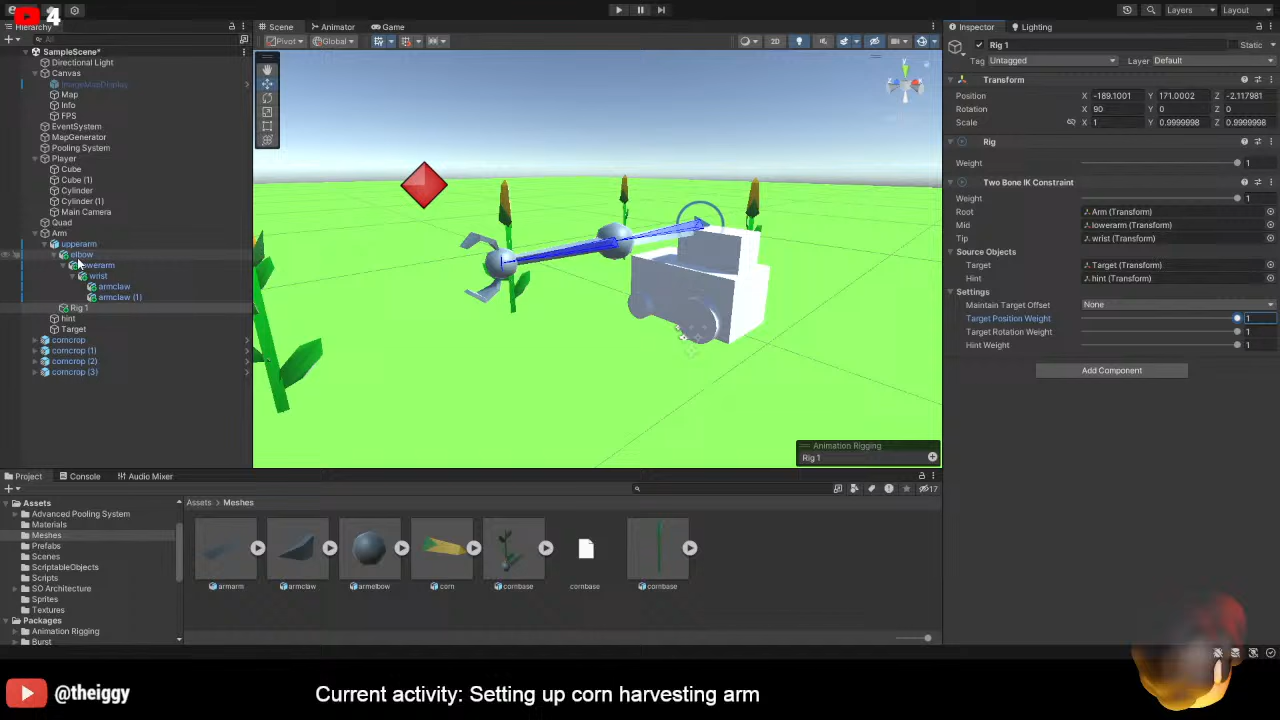 4
Hierarchy
All
SampleScene*
Directional Light
Canvas
ImageMapDisplay
Map
Info
FPS
EventSystem
MapGenerator
Pooling System
Player
Cube
Cube (1)
Cylinder
Cylinder (1)
Main Camera
Quad
Arm
upperarm
elbow
lowerarm
wrist
armclaw
armclaw (1)
Rig 1
hint
Target
corncrop
corncrop (1)
corncrop (2)
corncrop (3)
Scene Animator Game
Pivot Global 2D
Animation Rigging
Rig 1
Layers Layout
Inspector Lighting
Rig 1 Static
Tag Untagged Layer Default
Transform
Position X -189.1001 Y 171.0002 Z -2.117981
Rotation X 90 Y 0 Z 0
Scale X 1 Y 0.9999998 Z 0.9999998
Rig
Weight 1
Two Bone IK Constraint
Weight 1
Root Arm (Transform)
Mid lowerarm (Transform)
Tip wrist (Transform)
Source Objects
Target Target (Transform)
Hint hint (Transform)
Settings
Maintain Target Offset None
Target Position Weight 1
Target Rotation Weight 1
Hint Weight 1
Add Component
Project Console Audio Mixer
17
Assets
Advanced Pooling System
Materials
Meshes
Prefabs
Scenes
ScriptableObjects
Scripts
SO Architecture
Sprites
Textures
Packages
Animation Rigging
Burst
Assets > Meshes
armarm armclaw armelbow corn cornbase cornbase cornbase
@theiggy
Current activity: Setting up corn harvesting arm